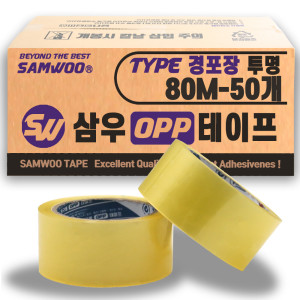 BEYOND THE BEST
SAMWOO®
TYPE 경포장 투명
80M-50개
SW 삼우 OPP 테이프
SAMWOO TAPE Excellent Quali Adhesivenes !